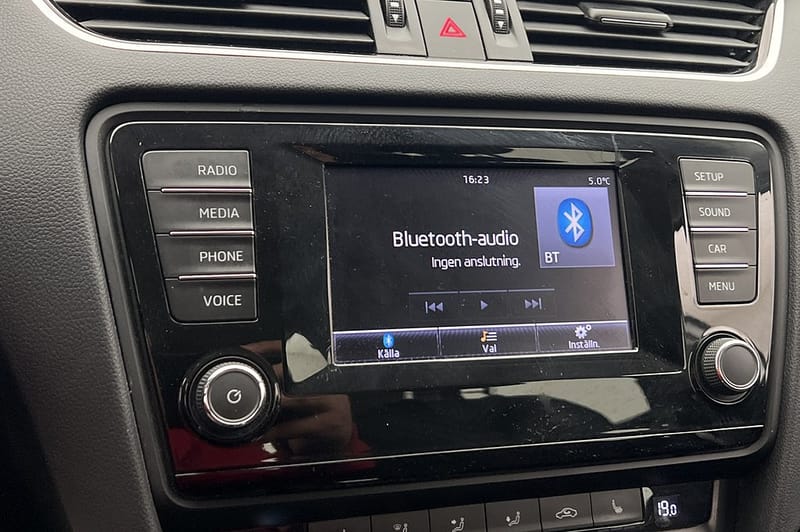 RADIO
MEDIA
PHONE
VOICE
16:23
5.0°C
Bluetooth-audio
Ingen anslutning.
BT
Källa
Val
Inställn.
SETUP
SOUND
CAR
MENU
19.0